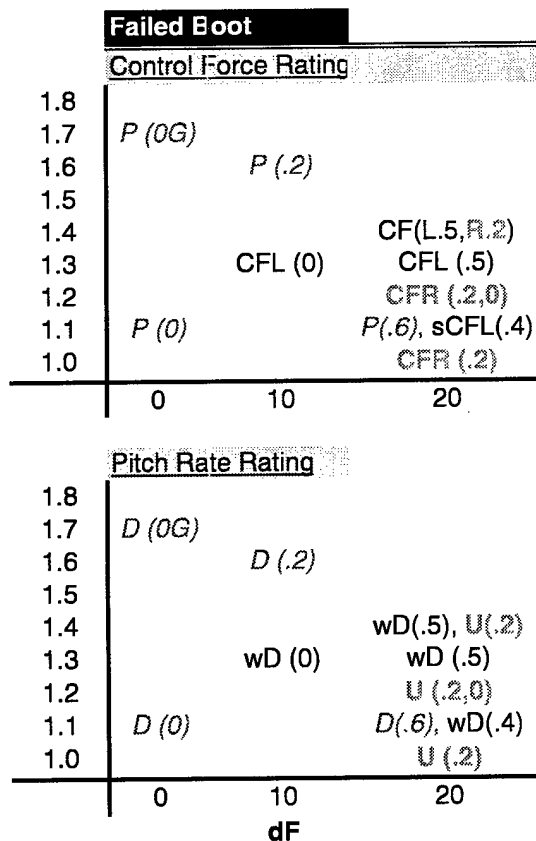 Failed Boot
Control Force Rating
1.8
1.7 P (0G)
1.6 P (.2)
1.5
1.4 CF(L.5,R.2)
1.3 CFL (0) CFL (.5)
1.2 CFR (.2,0)
1.1 P (0) P(.6), sCFL(.4)
1.0 CFR (.2)
0 10 20
Pitch Rate Rating
1.8
1.7 D (0G)
1.6 D (.2)
1.5
1.4 wD(.5), U(.2)
1.3 wD (0) wD (.5)
1.2 U (.2,0)
1.1 D (0) D(.6), wD(.4)
1.0 U (.2)
0 10 20
dF